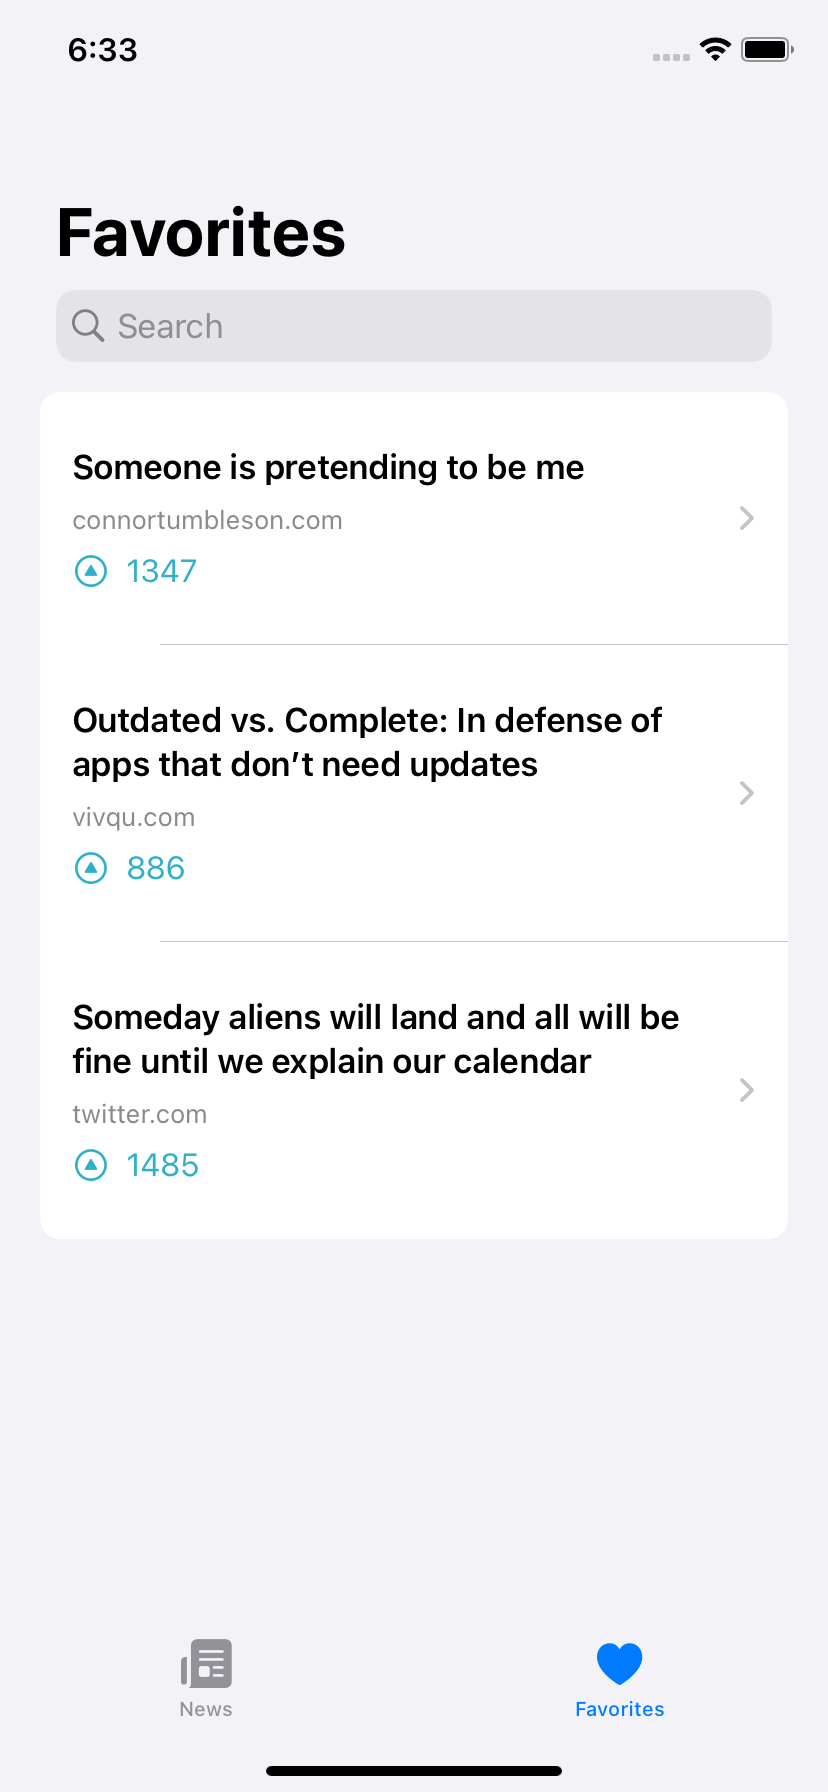 6:33
Favorites
Search
Someone is pretending to be me
connortumbleson.com
1347
Outdated vs. Complete: In defense of
apps that don’t need updates
vivqu.com
886
Someday aliens will land and all will be
fine until we explain our calendar
twitter.com
1485
News
Favorites